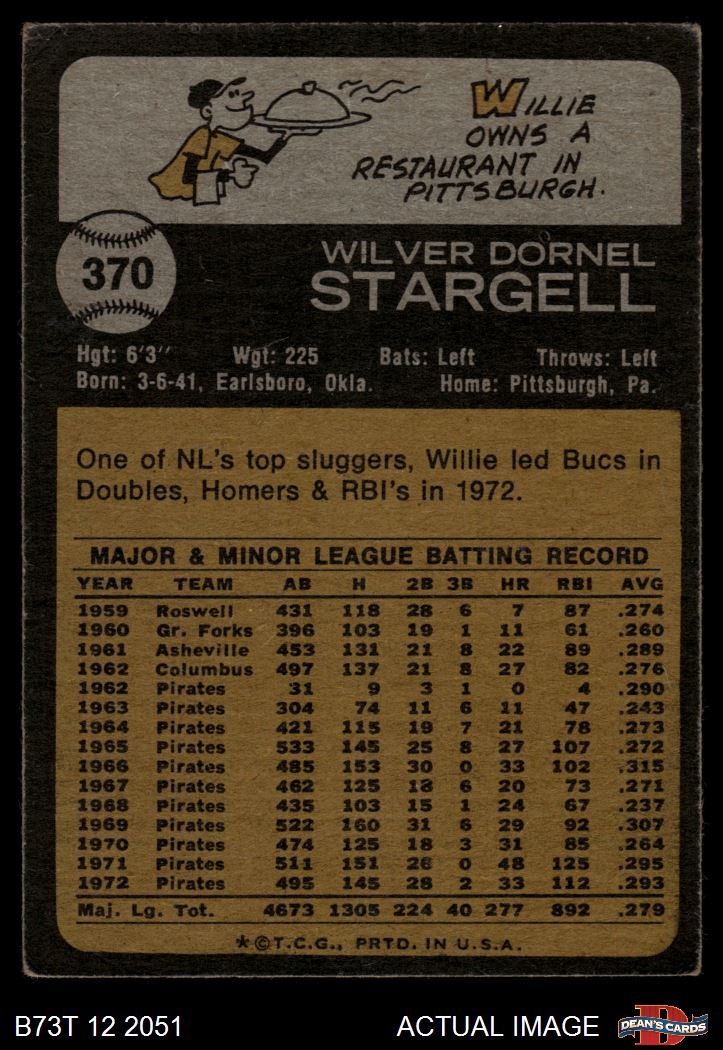 WILLIE
OWNS A
RESTAURANT IN
PITTSBURGH.
370
WILVER DORNEL
STARGELL
Hgt: 6'3" Wgt: 225 Bats: Left Throws: Left
Born: 3-6-41, Earlsboro, Okla. Home: Pittsburgh, Pa.
One of NL's top sluggers, Willie led Bucs in
Doubles, Homers & RBI's in 1972.
MAJOR & MINOR LEAGUE BATTING RECORD
YEAR TEAM AB H 2B 3B HR RBI AVG
1959 Roswell 431 118 28 6 7 87 .274
1960 Gr. Forks 396 103 19 1 11 61 .260
1961 Asheville 453 131 21 8 22 89 .289
1962 Columbus 497 137 21 8 27 82 .276
1962 Pirates 31 9 3 1 0 4 .290
1963 Pirates 304 74 11 6 11 47 .243
1964 Pirates 421 115 19 7 21 78 .273
1965 Pirates 533 145 25 8 27 107 .272
1966 Pirates 485 153 30 0 33 102 .315
1967 Pirates 462 125 18 6 20 73 .271
1968 Pirates 435 103 15 1 24 67 .237
1969 Pirates 522 160 31 6 29 92 .307
1970 Pirates 474 125 18 3 31 85 .264
1971 Pirates 511 151 26 0 48 125 .295
1972 Pirates 495 145 28 2 33 112 .293
Maj. Lg. Tot. 4673 1305 224 40 277 892 .279
*©T.C.G., PRTD. IN U.S.A.
B73T 12 2051 ACTUAL IMAGE DEAN'S CARDS